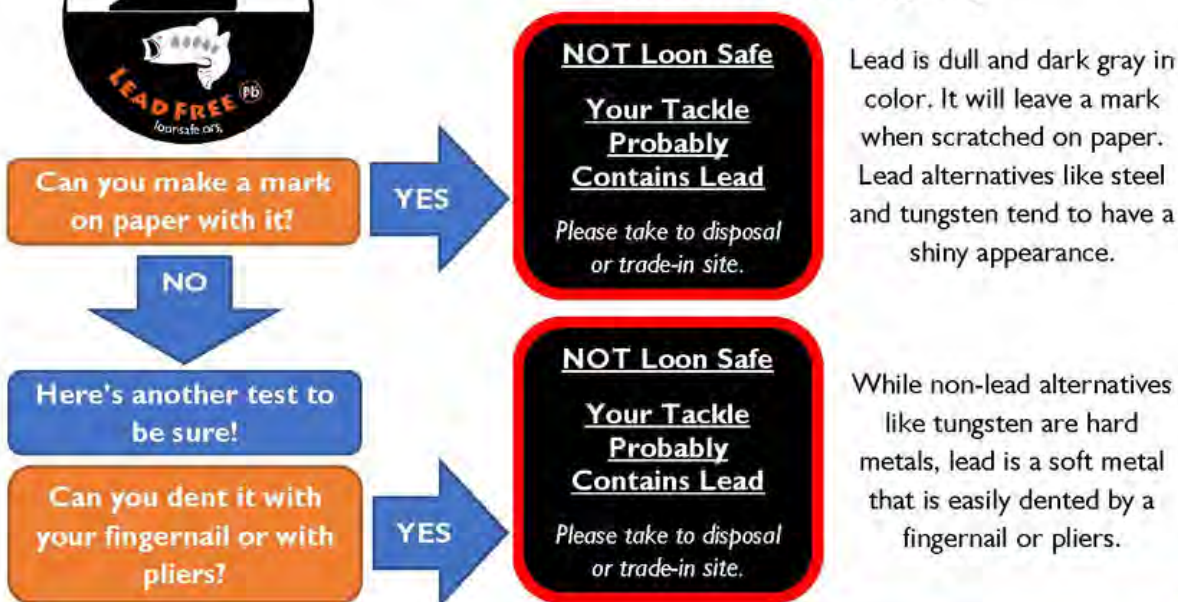 LEAD FREE Pb
loonsafe.org
Can you make a mark
on paper with it?
YES
NOT Loon Safe
Your Tackle
Probably
Contains Lead
Please take to disposal
or trade-in site.
Lead is dull and dark gray in
color. It will leave a mark
when scratched on paper.
Lead alternatives like steel
and tungsten tend to have a
shiny appearance.
NO
Here's another test to
be sure!
Can you dent it with
your fingernail or with
pliers?
YES
NOT Loon Safe
Your Tackle
Probably
Contains Lead
Please take to disposal
or trade-in site.
While non-lead alternatives
like tungsten are hard
metals, lead is a soft metal
that is easily dented by a
fingernail or pliers.